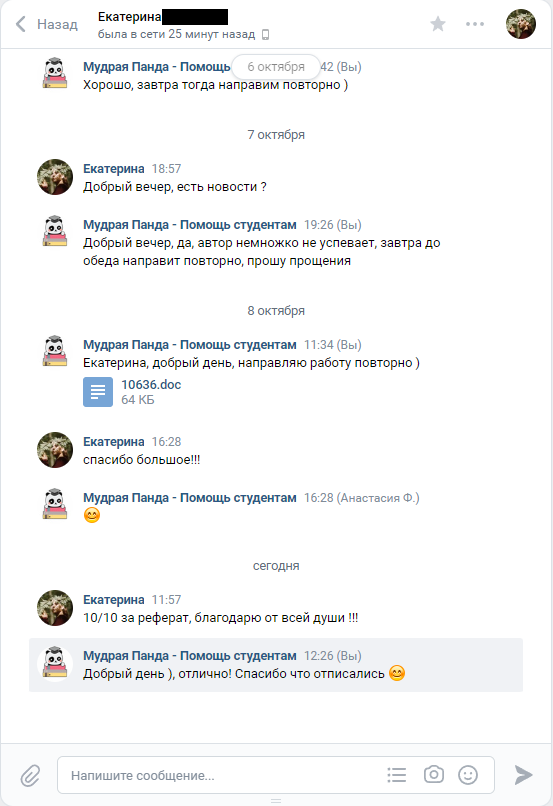 Назад
Екатерина
была в сети 25 минут назад
Мудрая Панда - Помощь 6 октября 42 (Вы)
Хорошо, завтра тогда направим повторно )
7 октября
Екатерина 18:57
Добрый вечер, есть новости ?
Мудрая Панда - Помощь студентам 19:26 (Вы)
Добрый вечер, да, автор немножко не успевает, завтра до
обеда направит повторно, прошу прощения
8 октября
Мудрая Панда - Помощь студентам 11:34 (Вы)
Екатерина, добрый день, направляю работу повторно )
10636.doc
64 КБ
Екатерина 16:28
спасибо большое!!!
Мудрая Панда - Помощь студентам 16:28 (Анастасия Ф.)
😊
сегодня
Екатерина 11:57
10/10 за реферат, благодарю от всей души !!!
Мудрая Панда - Помощь студентам 12:26 (Вы)
Добрый день ), отлично! Спасибо что отписались 😊
Напишите сообщение...